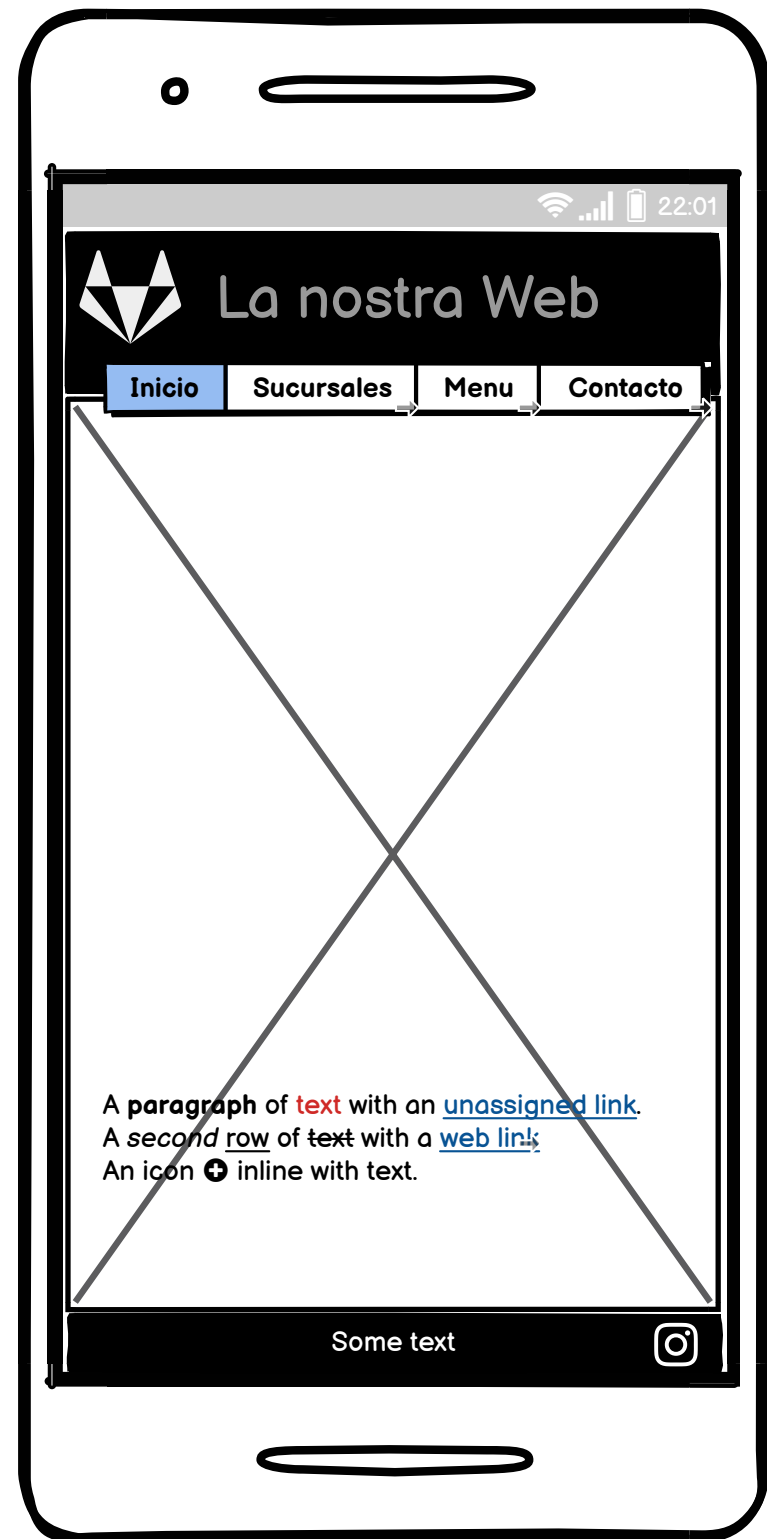 22:01
La nostra Web
Inicio Sucursales Menu Contacto
A paragraph of text with an unassigned link.
A second row of text with a web link
An icon inline with text.
Some text